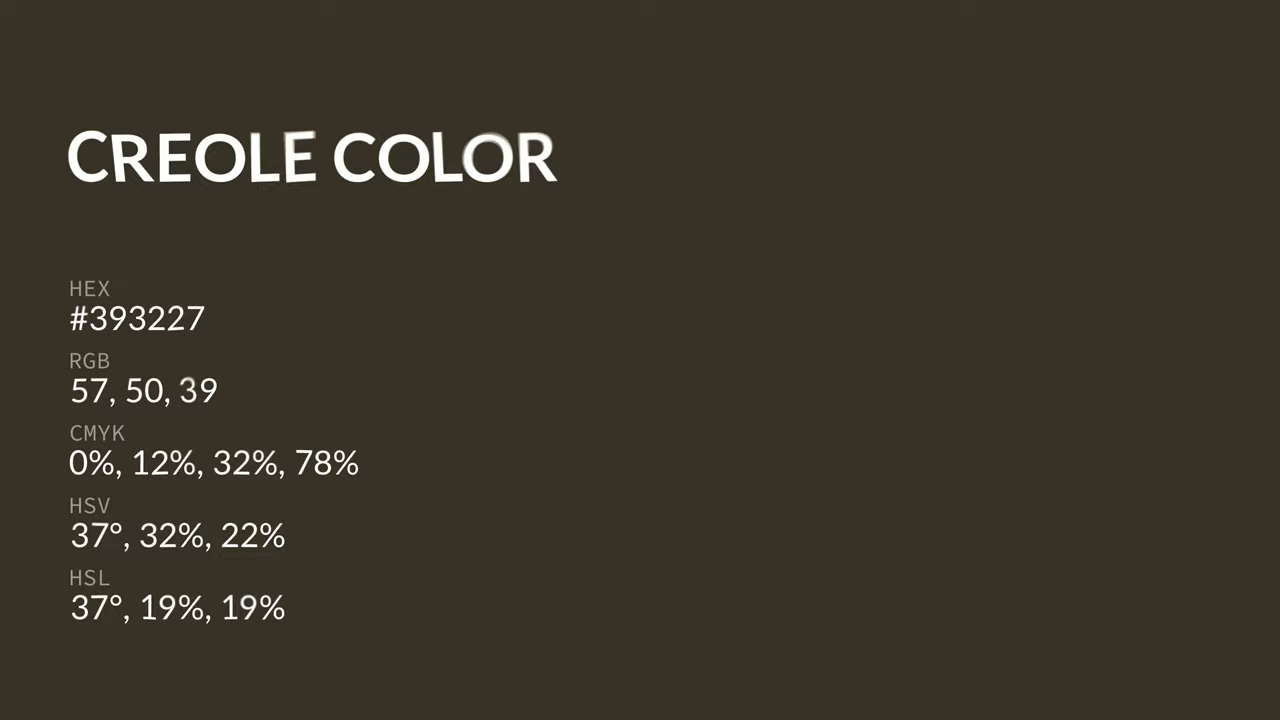 CREOLE COLOR
HEX
#393227
RGB
57, 50, 39
CMYK
0%, 12%, 32%, 78%
HSV
37°, 32%, 22%
HSL
37°, 19%, 19%